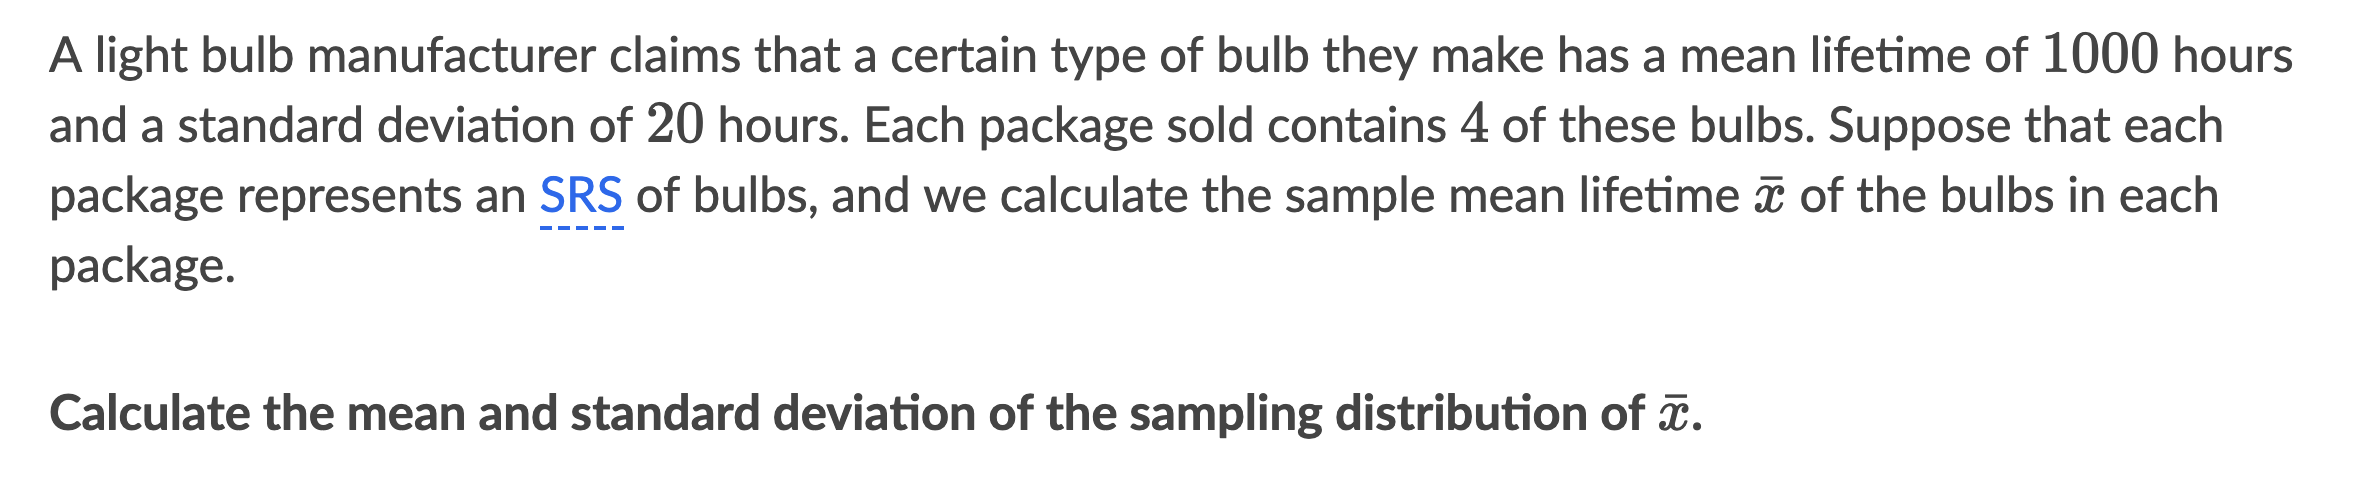 A light bulb manufacturer claims that a certain type of bulb they make has a mean lifetime of 1000 hours
and a standard deviation of 20 hours. Each package sold contains 4 of these bulbs. Suppose that each
package represents an SRS of bulbs, and we calculate the sample mean lifetime x̄ of the bulbs in each
package.
Calculate the mean and standard deviation of the sampling distribution of x̄.